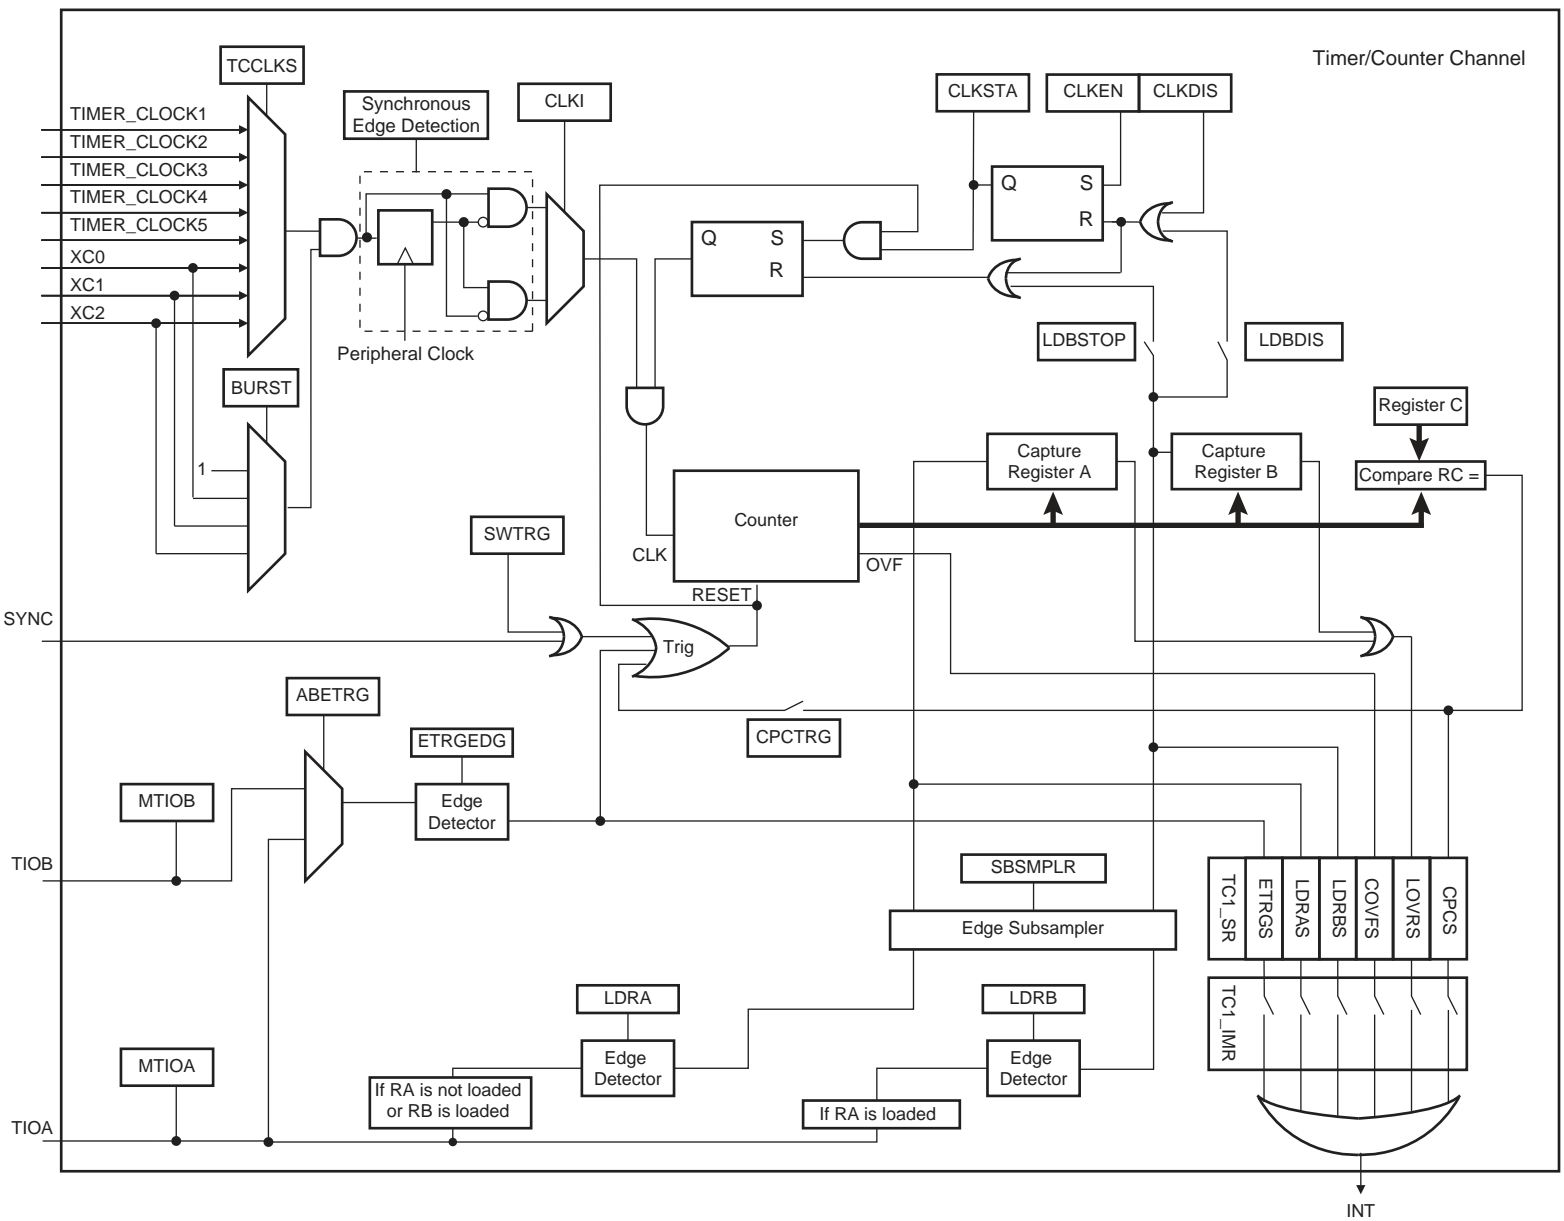 Timer/Counter Channel
TCCLKS
Synchronous
Edge Detection
CLKI
CLKSTA
CLKEN
CLKDIS
TIMER_CLOCK1
TIMER_CLOCK2
TIMER_CLOCK3
TIMER_CLOCK4
TIMER_CLOCK5
XC0
XC1
XC2
Q
S
R
Q
S
R
Peripheral Clock
LDBSTOP
LDBDIS
BURST
Register C
1
Capture
Register A
Capture
Register B
Compare RC =
Counter
SWTRG
CLK
OVF
RESET
SYNC
Trig
ABETRG
ETRGEDG
CPCTRG
MTIOB
Edge
Detector
TIOB
SBSMPLR
Edge Subsampler
TC1_SR
ETRGS
LDRAS
LDRBS
COVFS
LOVRS
CPCS
LDRA
LDRB
TC1_IMR
MTIOA
Edge
Detector
Edge
Detector
If RA is not loaded
or RB is loaded
If RA is loaded
TIOA
INT